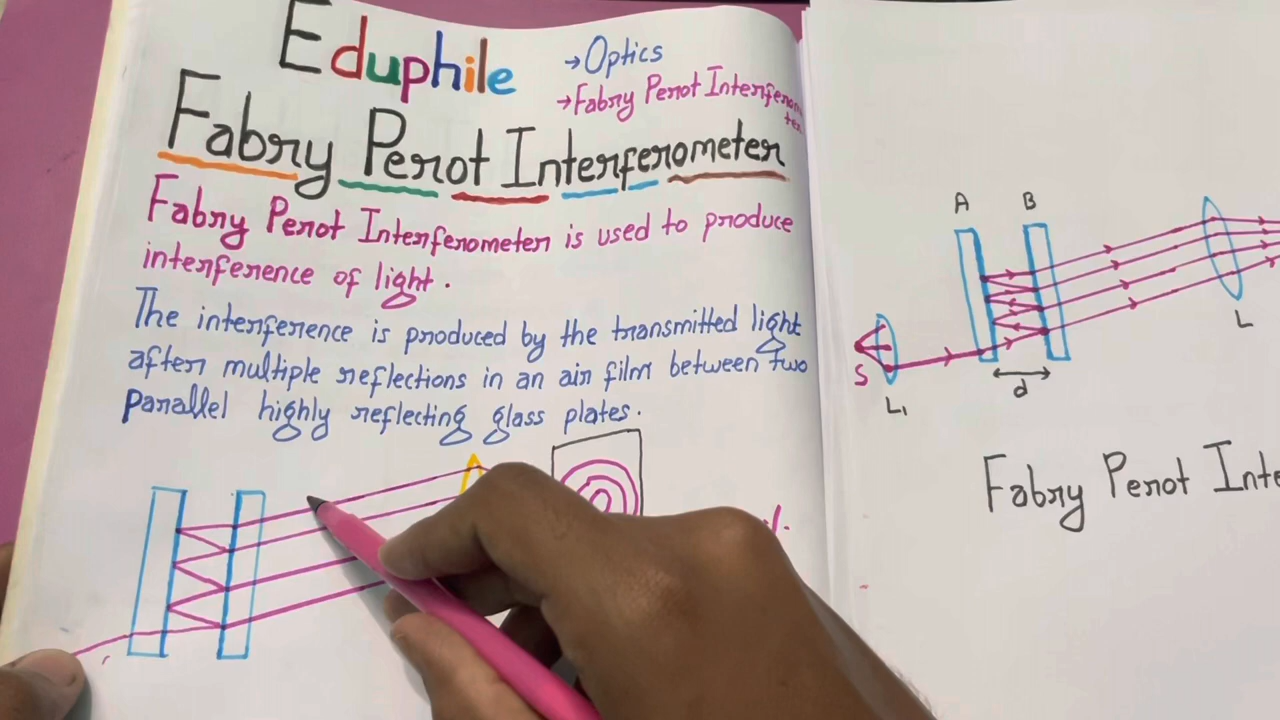 Eduphile
→Optics
→Fabry Perot Interferom
ter
Fabry Perot Interferometer
Fabry Perot Interferometer is used to produce
interference of light.
The interference is produced by the transmitted light
after multiple reflections in an air film between two
parallel highly reflecting glass plates.
A B
S
L₁
d
L
Fabry Perot Inte